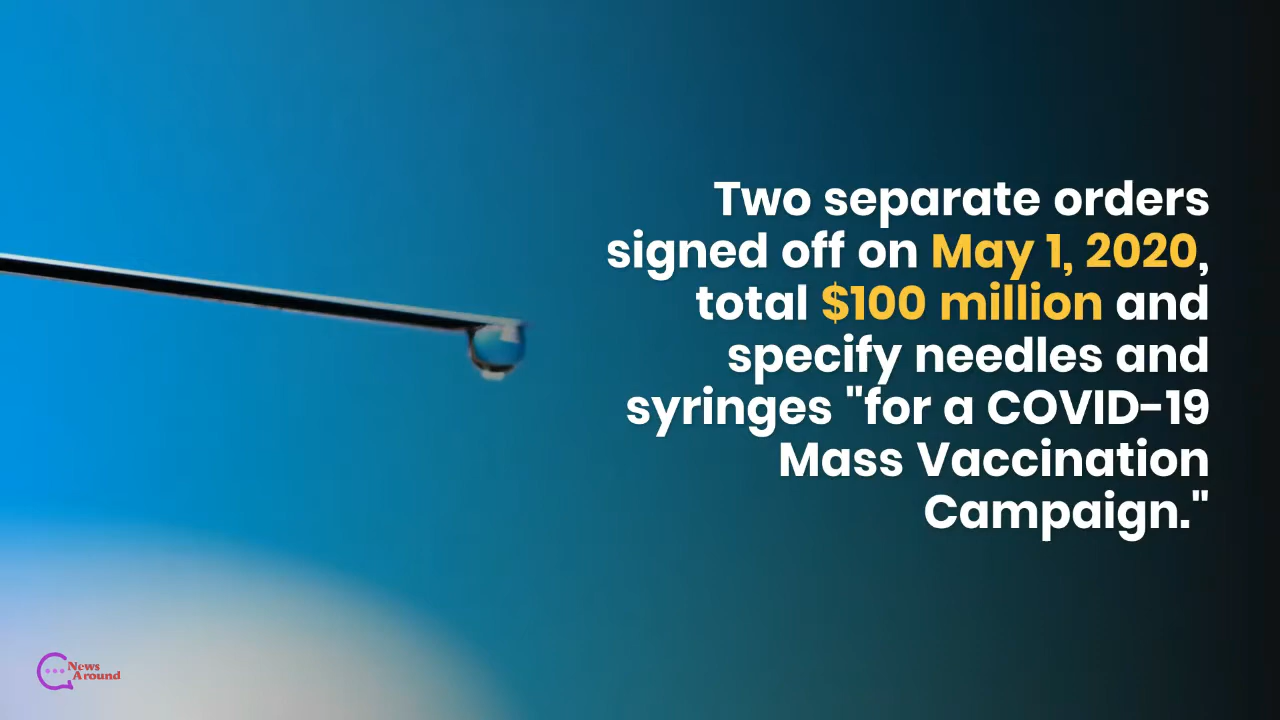 Two separate orders
signed off on May 1, 2020,
total $100 million and
specify needles and
syringes "for a COVID-19
Mass Vaccination
Campaign."
News
Around